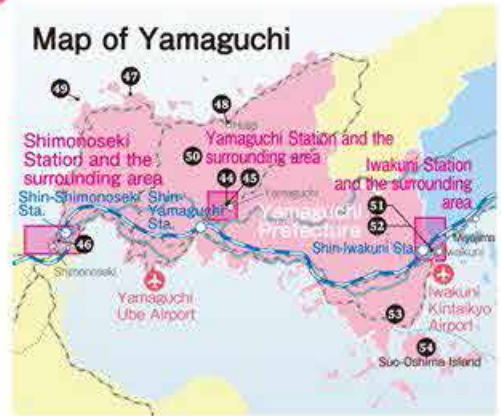 Map of Yamaguchi
49
47
48
Hagi
Shimonoseki
Station and the
surrounding area
50
Yamaguchi Station and the
surrounding area
44
45
Yamaguchi
Iwakuni Station
and the surrounding
area
Shin-Shimonoseki
Sta.
Shin-
Yamaguchi
Sta.
Yamaguchi
Prefecture
51
52
Shin-Iwakuni Sta.
Miyajima
Iwakuni
46
Shimonoseki
Yamaguchi
Ube Airport
Iwakuni
Kintaikyo
Airport
53
54
Suo-Oshima Island